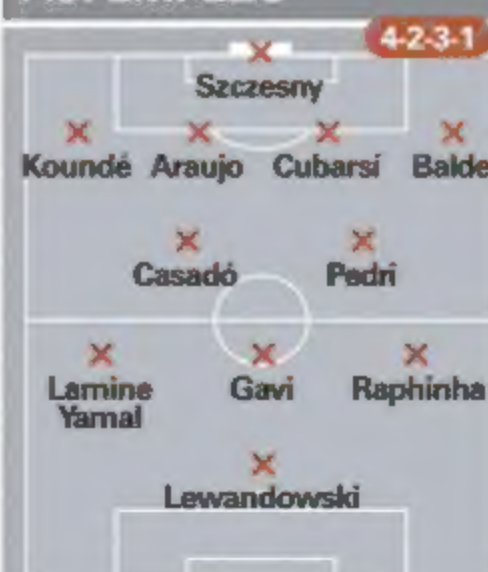 4-2-3-1
Szczesny
Koundé Araujo Cubarsí Balde
Casadó Pedri
Lamine Gavi Raphinha
Yamal
Lewandowski